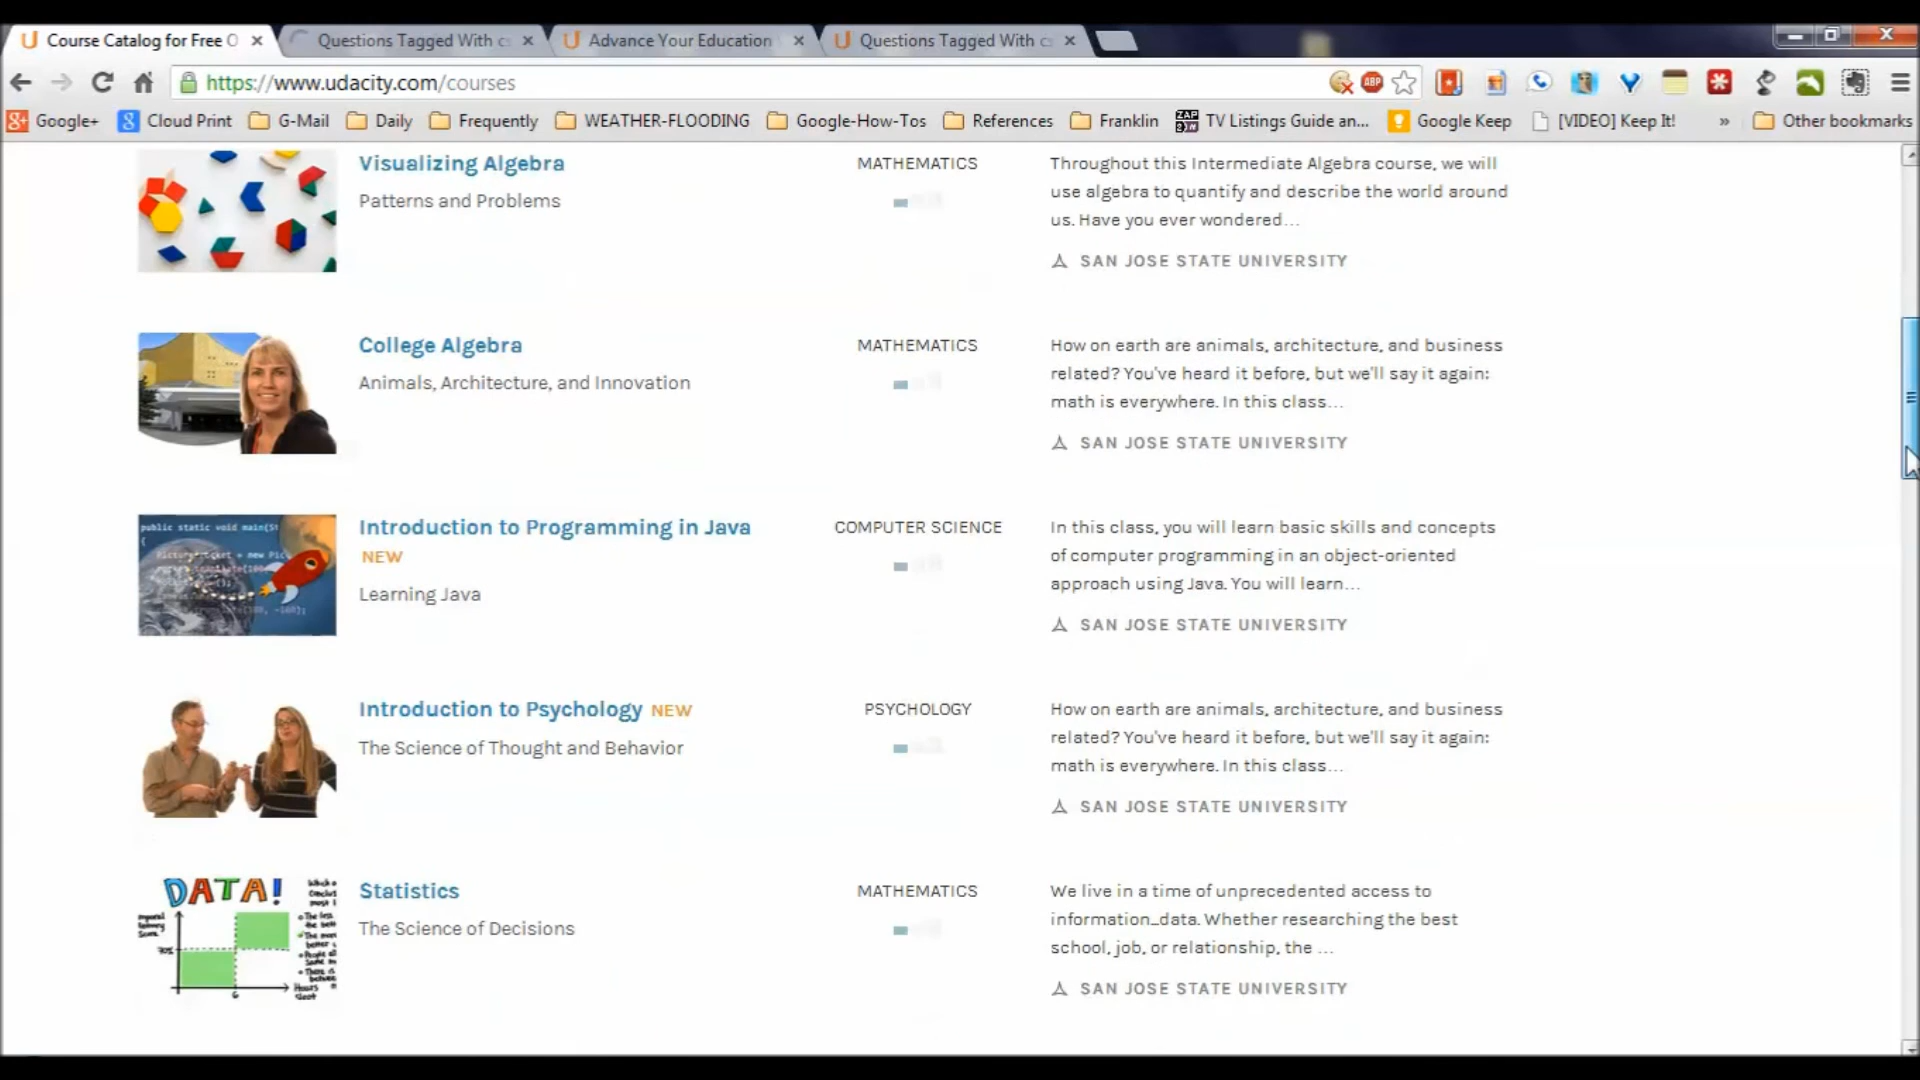 Course Catalog for Free O
Questions Tagged With cs
Advance Your Education
Questions Tagged With cs
https://www.udacity.com/courses
Google+
Cloud Print
G-Mail
Daily
Frequently
WEATHER-FLOODING
Google-How-Tos
References
Franklin
TV Listings Guide an...
Google Keep
[VIDEO] Keep It!
Other bookmarks
Visualizing Algebra
Patterns and Problems
MATHEMATICS
Throughout this Intermediate Algebra course, we will
use algebra to quantify and describe the world around
us. Have you ever wondered...
SAN JOSE STATE UNIVERSITY
College Algebra
Animals, Architecture, and Innovation
MATHEMATICS
How on earth are animals, architecture, and business
related? You've heard it before, but we'll say it again:
math is everywhere. In this class...
SAN JOSE STATE UNIVERSITY
public static void main(St
Introduction to Programming in Java
NEW
Learning Java
COMPUTER SCIENCE
In this class, you will learn basic skills and concepts
of computer programming in an object-oriented
approach using Java. You will learn...
SAN JOSE STATE UNIVERSITY
Introduction to Psychology NEW
The Science of Thought and Behavior
PSYCHOLOGY
How on earth are animals, architecture, and business
related? You've heard it before, but we'll say it again:
math is everywhere. In this class...
SAN JOSE STATE UNIVERSITY
DATA!
Statistics
The Science of Decisions
MATHEMATICS
We live in a time of unprecedented access to
information_data. Whether researching the best
school, job, or relationship, the ...
SAN JOSE STATE UNIVERSITY